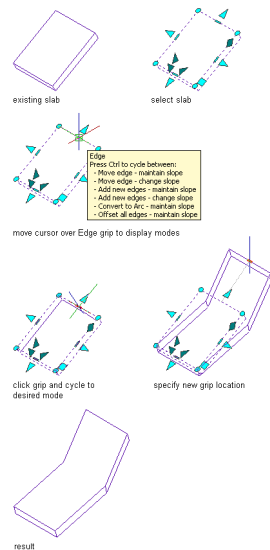 existing slab
select slab
Edge
Press Ctrl to cycle between:
- Move edge - maintain slope
- Move edge - change slope
- Add new edges - maintain slope
- Add new edges - change slope
- Convert to Arc - maintain slope
- Offset all edges - maintain slope
move cursor over Edge grip to display modes
click grip and cycle to
desired mode
specify new grip location
result